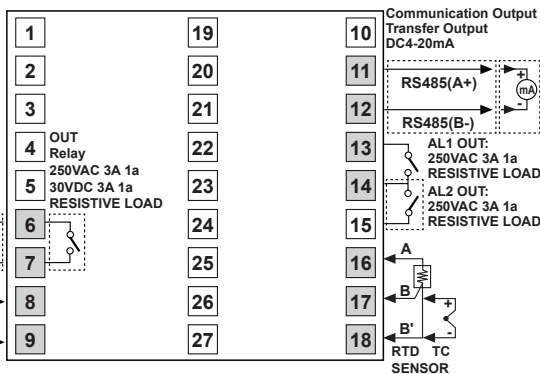 Communication Output
Transfer Output
DC4-20mA
1 19 10
2 20 11
RS485(A+)
+
mA
-
3 21 12
RS485(B-)
4 22 13
OUT
Relay
250VAC 3A 1a
30VDC 3A 1a
RESISTIVE LOAD
AL1 OUT:
250VAC 3A 1a
RESISTIVE LOAD
5 23 14
AL2 OUT:
250VAC 3A 1a
RESISTIVE LOAD
6 24 15
7 25 16
A
8 26 17
B
+
-
9 27 18
B'
RTD TC
SENSOR